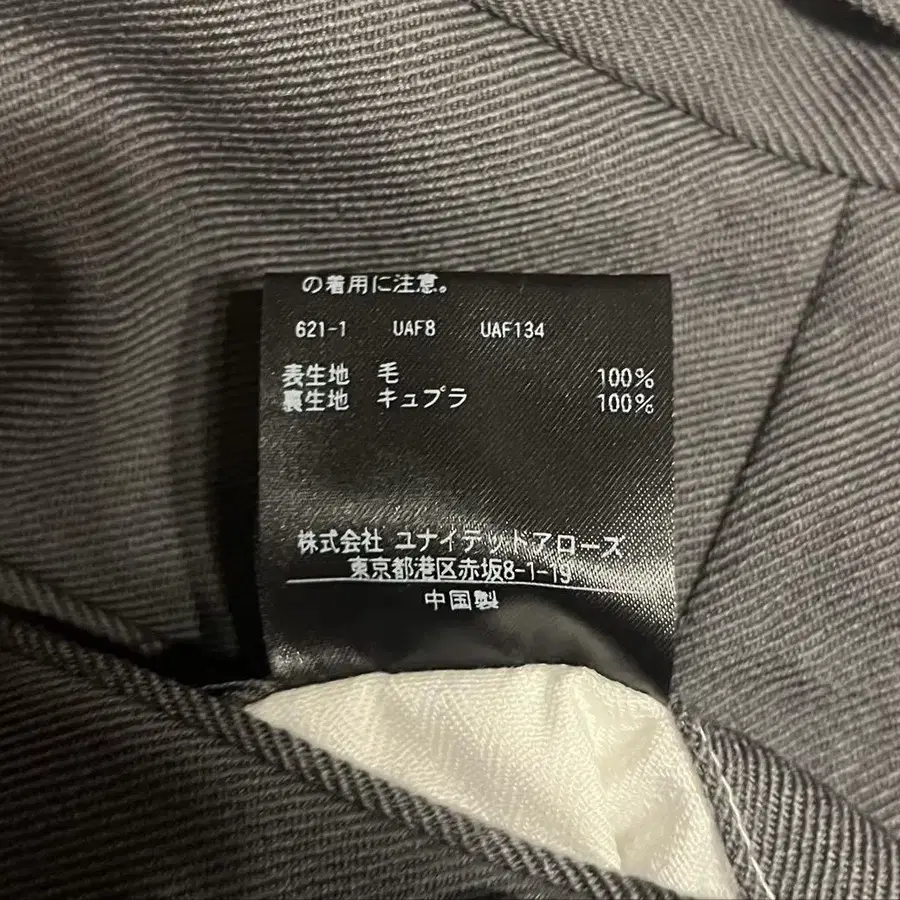 の着用に注意。
621-1 UAF8 UAF134
表生地 毛 100%
裏生地 キュプラ 100%
株式会社 ユナイテッドアローズ
東京都港区赤坂8-1-19
中国製